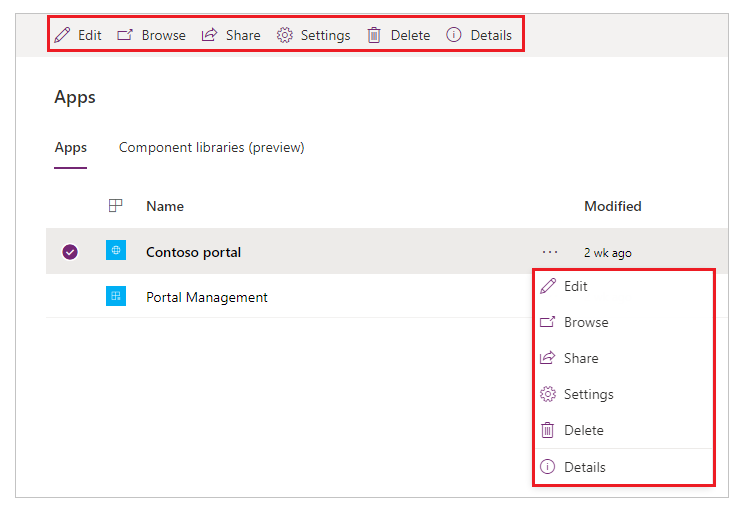 Edit Browse Share Settings Delete Details
Apps
Apps Component libraries (preview)
Name Modified
Contoso portal ... 2 wk ago
Portal Management
Edit
Browse
Share
Settings
Delete
Details